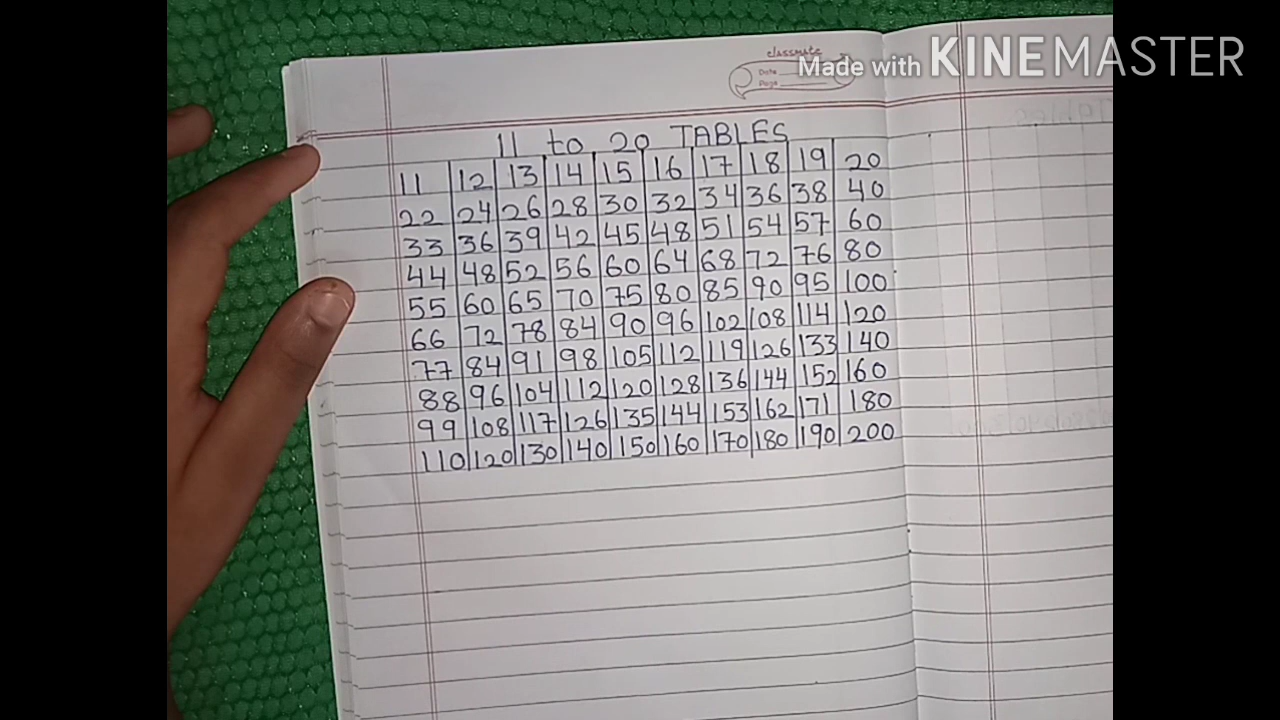 classmate
Date
Page
Made with KINEMASTER
11 to 20 TABLES
11 12 13 14 15 16 17 18 19 20
22 24 26 28 30 32 34 36 38 40
33 36 39 42 45 48 51 54 57 60
44 48 52 56 60 64 68 72 76 80
55 60 65 70 75 80 85 90 95 100
66 72 78 84 90 96 102 108 114 120
77 84 91 98 105 112 119 126 133 140
88 96 104 112 120 128 136 144 152 160
99 108 117 126 135 144 153 162 171 180
110 120 130 140 150 160 170 180 190 200